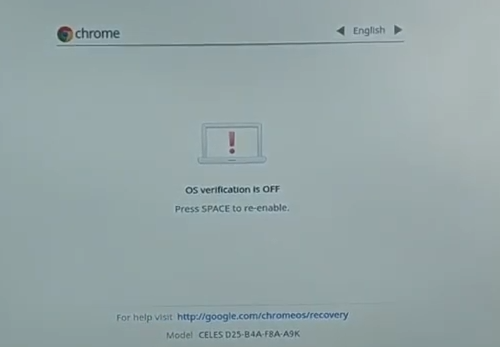 chrome
English
OS verification is OFF
Press SPACE to re-enable.
For help visit http://google.com/chromeos/recovery
Model CELES D25-B4A-F8A-A9K